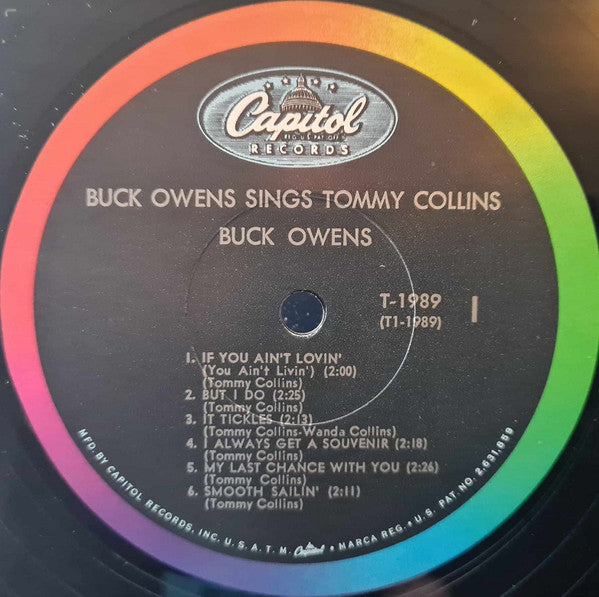 Capitol
REG. U.S. PAT. OFF.
RECORDS
BUCK OWENS SINGS TOMMY COLLINS
BUCK OWENS
T-1989 1
(T1-1989)
1. IF YOU AIN'T LOVIN'
(You Ain't Livin') (2:00)
(Tommy Collins)
2. BUT I DO (2:25)
(Tommy Collins)
3. IT TICKLES (2:13)
(Tommy Collins-Wanda Collins)
4. I ALWAYS GET A SOUVENIR (2:18)
(Tommy Collins)
5. MY LAST CHANCE WITH YOU (2:26)
(Tommy Collins)
6. SMOOTH SAILIN' (2:11)
(Tommy Collins)
MFD. BY CAPITOL RECORDS, INC. U.S.A. T.M. Capitol • MARCA REG. • U.S. PAT. NO. 2,631,859